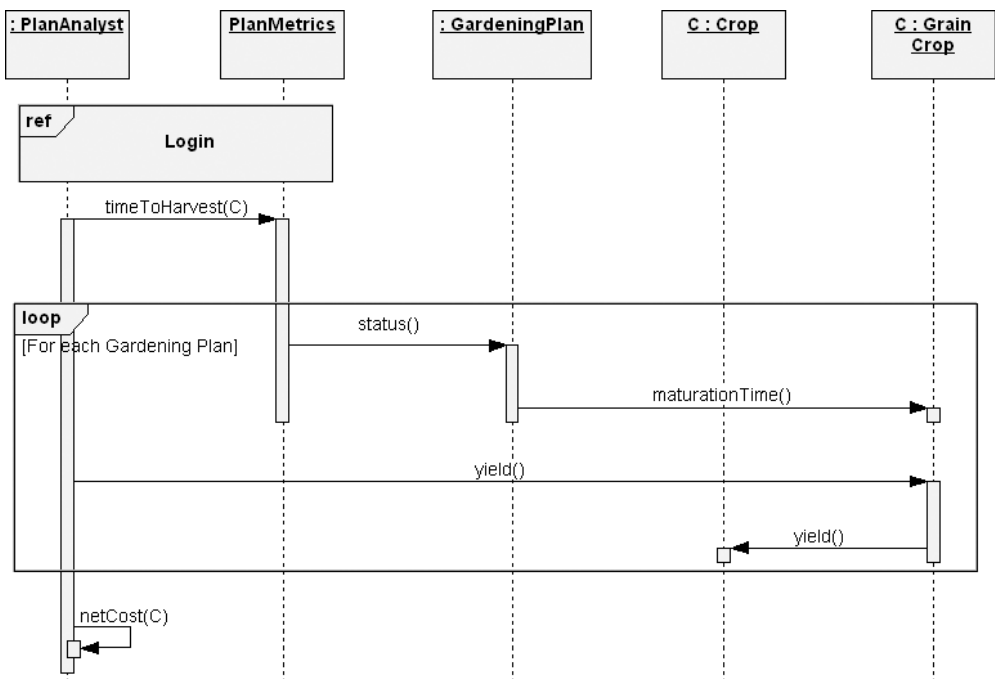 : PlanAnalyst
PlanMetrics
: GardeningPlan
C : Crop
C : Grain
Crop
ref
Login
timeToHarvest(C)
loop
status()
[For each Gardening Plan]
maturationTime()
yield()
yield()
netCost(C)